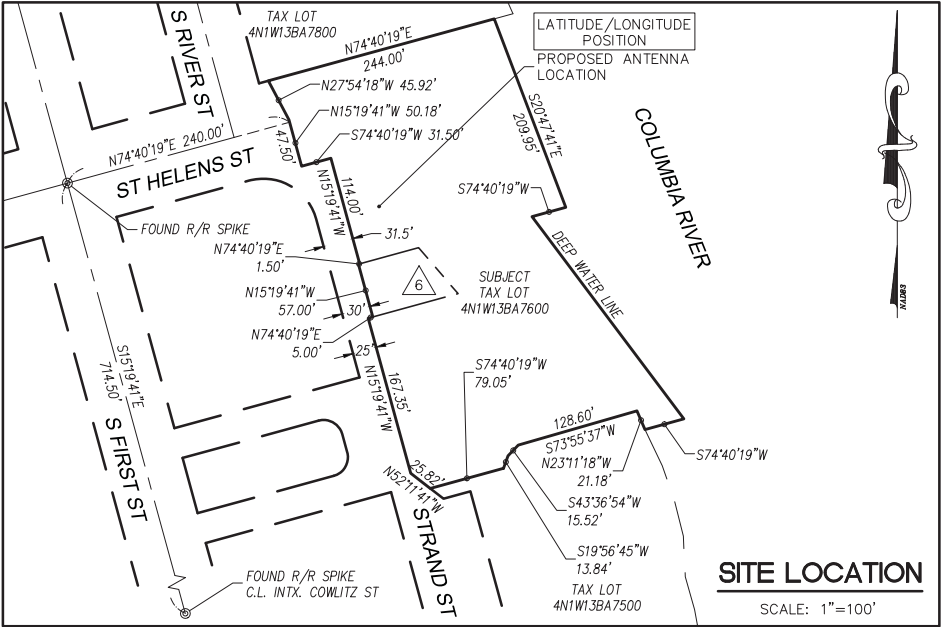 TAX LOT
4N1W13BA7800
S RIVER ST
N74°40'19"E
244.00'
LATITUDE/LONGITUDE
POSITION
PROPOSED ANTENNA
LOCATION
N27°54'18"W 45.92'
N15°19'41"W 50.18'
S74°40'19"W 31.50'
47.50'
N74°40'19"E 240.00'
ST HELENS ST
S20°47'41"E
209.95'
COLUMBIA RIVER
NAD83
S74°40'19"W
FOUND R/R SPIKE
114.00'
N15°19'41"W
31.5'
N74°40'19"E
1.50'
DEEP WATER LINE
6
SUBJECT
TAX LOT
4N1W13BA7600
N15°19'41"W
57.00'
30'
N74°40'19"E
5.00'
25'
S15°19'41"E
714.50'
S FIRST ST
167.35'
N15°19'41"W
S74°40'19"W
79.05'
128.60'
S73°55'37"W
N23°11'18"W
21.18'
S74°40'19"W
25.82'
N52°11'41"W
STRAND ST
S43°36'54"W
15.52'
S19°56'45"W
13.84'
FOUND R/R SPIKE
C.L. INTX. COWLITZ ST
TAX LOT
4N1W13BA7500
SITE LOCATION
SCALE: 1"=100'